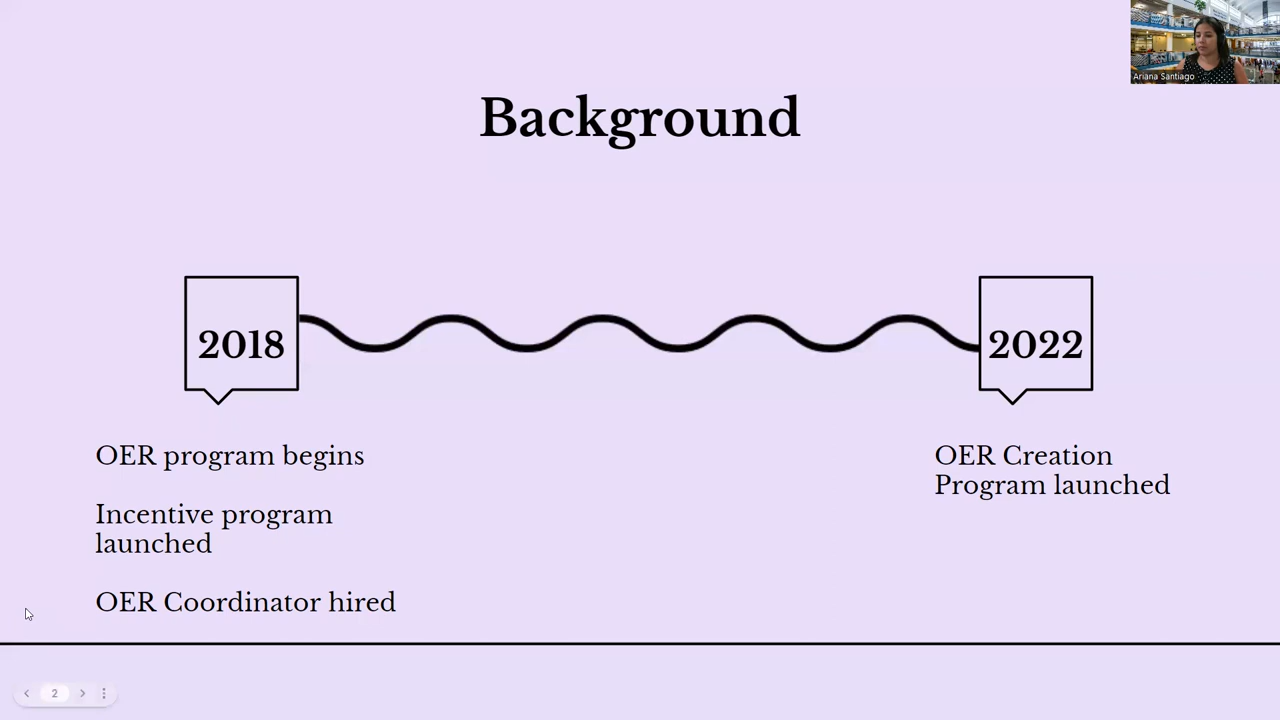 Ariana Santiago
Background
2018
2022
OER program begins
Incentive program
launched
OER Coordinator hired
OER Creation
Program launched
2